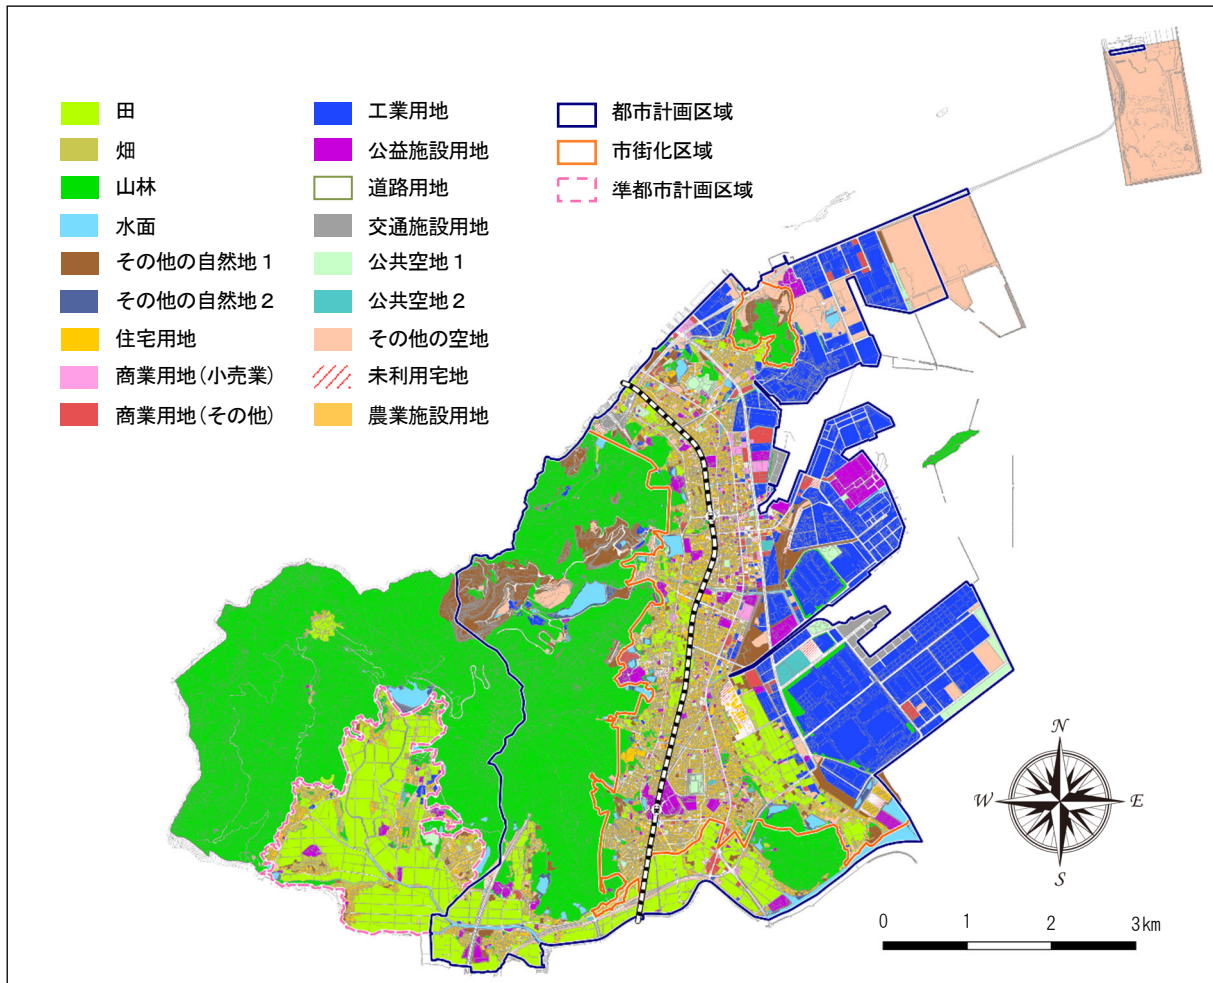 田
畑
山林
水面
その他の自然地1
その他の自然地2
住宅用地
商業用地(小売業)
商業用地(その他)
工業用地
公益施設用地
道路用地
交通施設用地
公共空地1
公共空地2
その他の空地
未利用宅地
農業施設用地
都市計画区域
市街化区域
準都市計画区域
N
W
E
S
0 1 2 3km